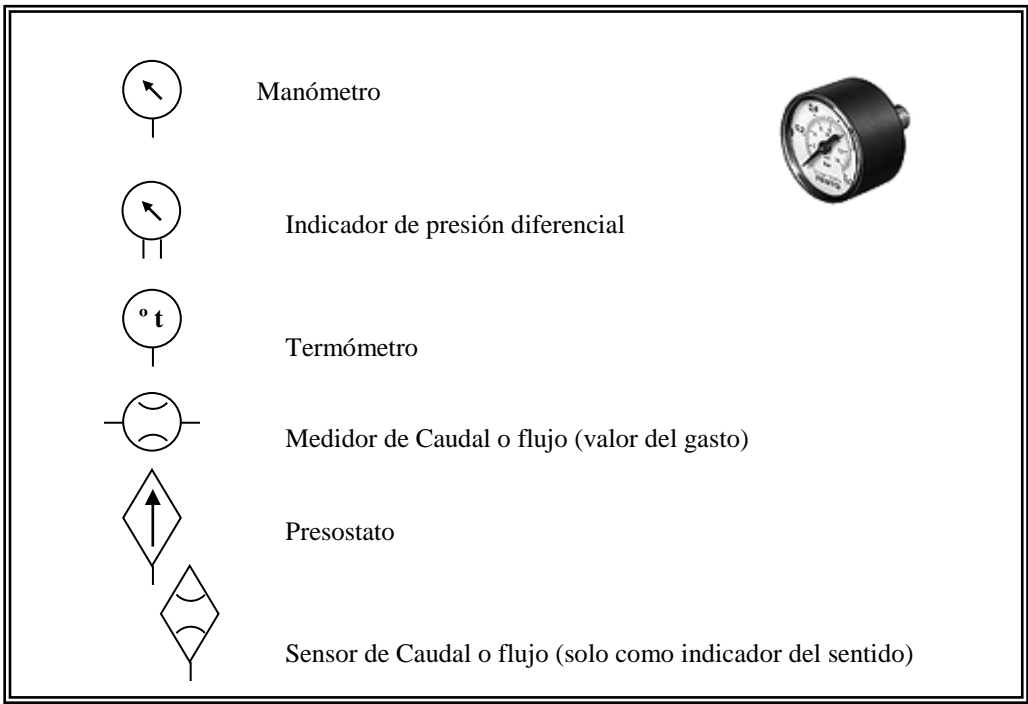 Manómetro
Indicador de presión diferencial
º t
Termómetro
Medidor de Caudal o flujo (valor del gasto)
Presostato
Sensor de Caudal o flujo (solo como indicador del sentido)